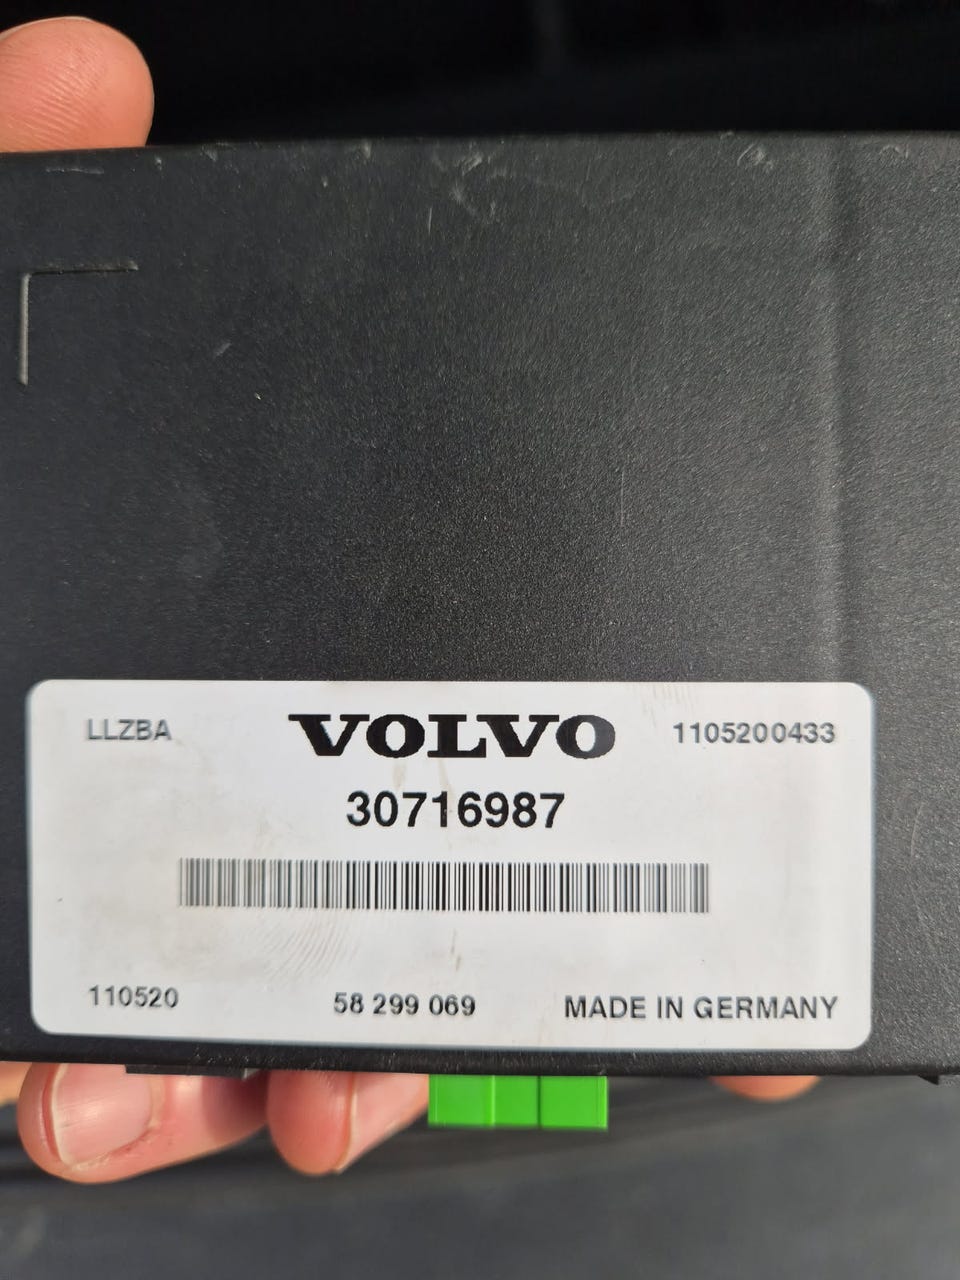 LLZBA VOLVO 1105200433
30716987
110520 58 299 069 MADE IN GERMANY